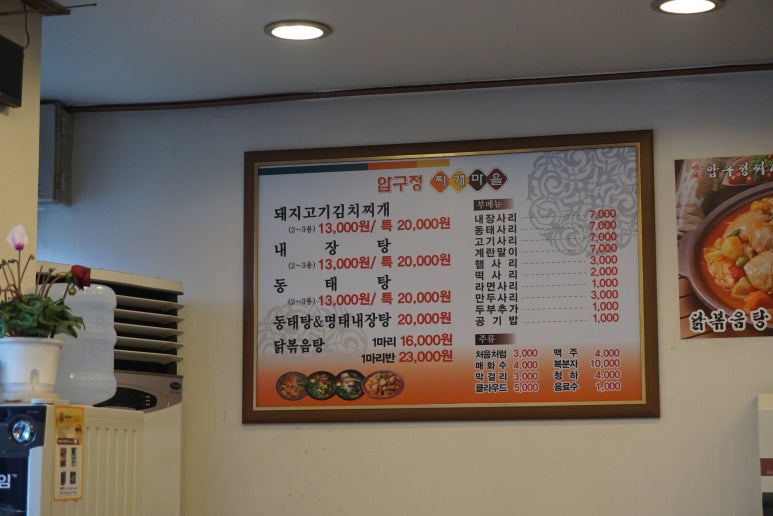 압구정 찌개마을
돼지고기김치찌개
(2~3용) 13,000원/ 특 20,000원
내장탕
(2~3용) 13,000원/ 특 20,000원
동태탕
(2~3용) 13,000원/ 특 20,000원
동태탕&명태내장탕 20,000원
닭볶음탕 1마리 16,000원
1마리반 23,000원
부메뉴
내장사리 7,000
동태사리 7,000
고기사리 7,000
계란말이 7,000
햄사리 3,000
떡사리 2,000
라면사리 1,000
만두사리 3,000
두부추가 1,000
공기밥 1,000
주류
처음처럼 3,000 맥주 4,000
매화수 4,000 복분자 10,000
막걸리 3,000 청하 4,000
클라우드 5,000 음료수 1,000
압구정찌
닭볶음탕
임